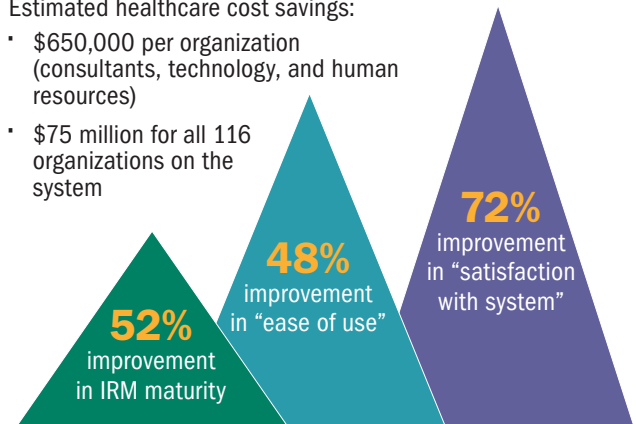 Estimated healthcare cost savings:
· $650,000 per organization
(consultants, technology, and human
resources)
· $75 million for all 116
organizations on the
system
72%
improvement
in “satisfaction
with system”
48%
improvement
in “ease of use”
52%
improvement
in IRM maturity